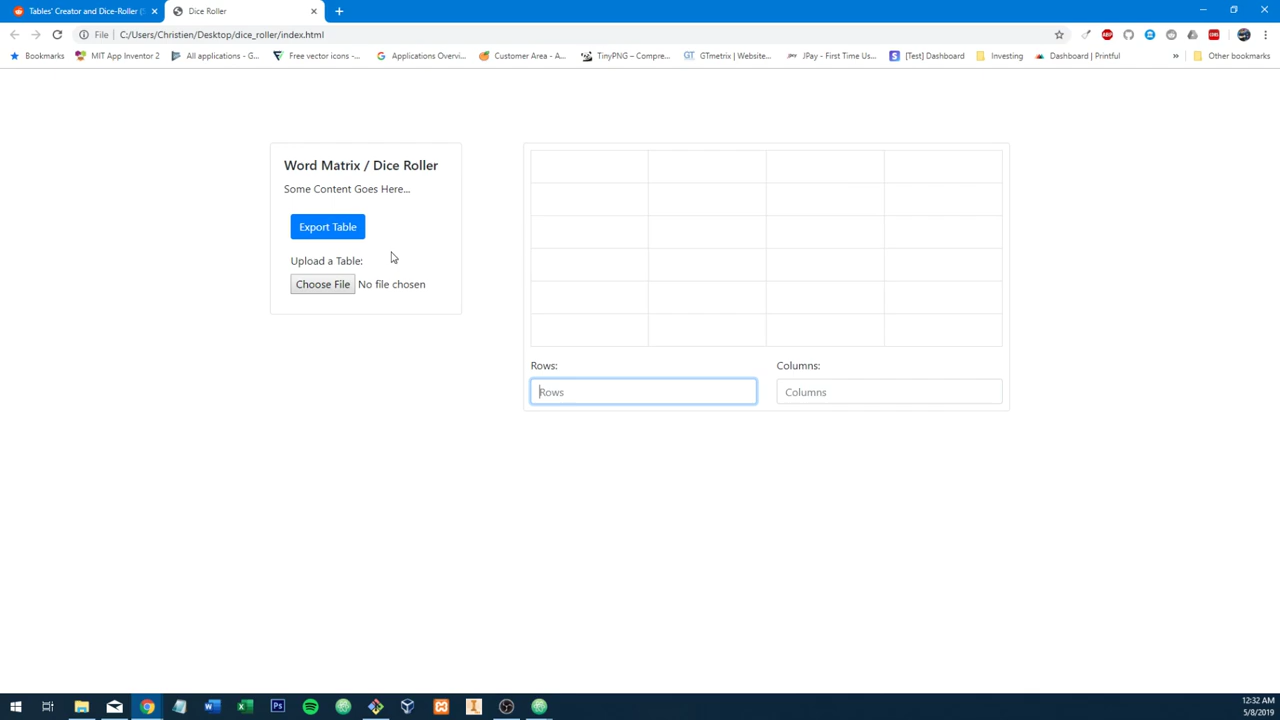 Tables' Creator and Dice-Roller (
Dice Roller
File
C:/Users/Christien/Desktop/dice_roller/index.html
Bookmarks
MIT App Inventor 2
All applications - G...
Free vector icons -...
Applications Overvi...
Customer Area - A...
TinyPNG – Compre...
GTmetrix | Website...
JPay - First Time Us...
[Test] Dashboard
Investing
Dashboard | Printful
»
Other bookmarks
Word Matrix / Dice Roller
Some Content Goes Here...
Export Table
Upload a Table:
Choose File No file chosen
Rows:
Columns:
Rows
Columns
12:32 AM
5/8/2019